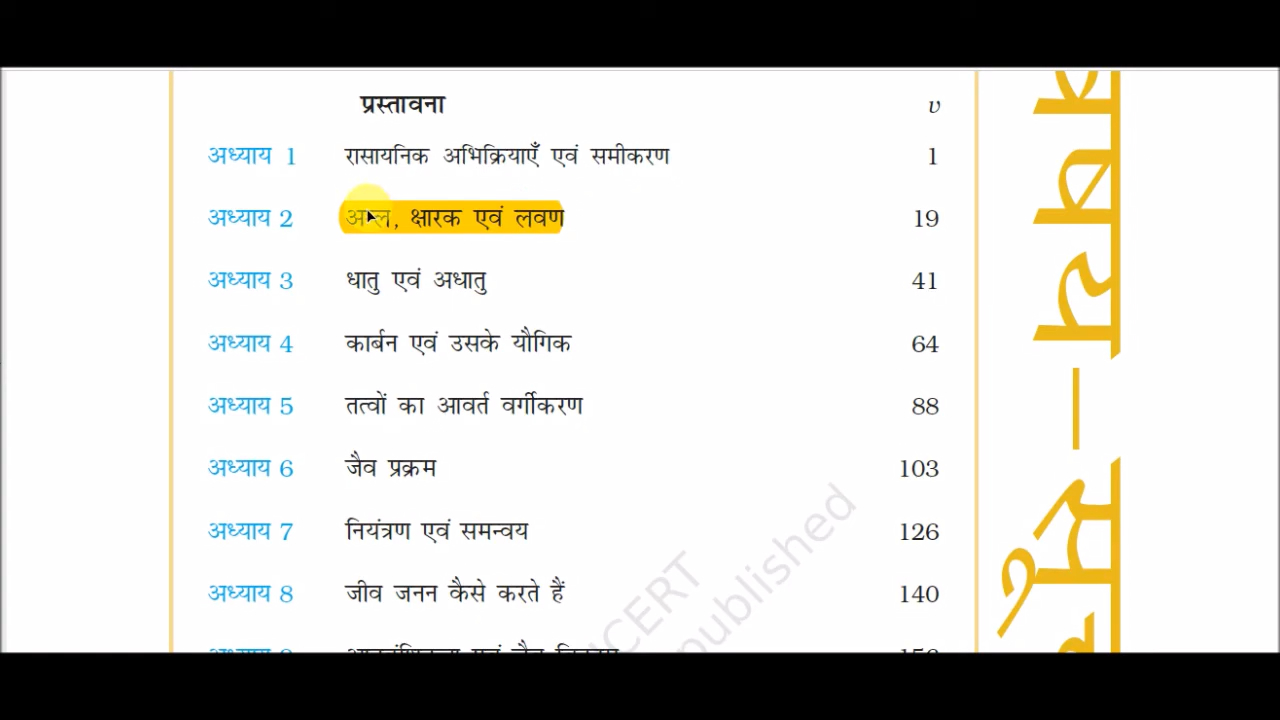 प्रस्तावना v
अध्याय 1 रासायनिक अभिक्रियाएँ एवं समीकरण 1
अध्याय 2 अम्ल, क्षारक एवं लवण 19
अध्याय 3 धातु एवं अधातु 41
अध्याय 4 कार्बन एवं उसके यौगिक 64
अध्याय 5 तत्वों का आवर्त वर्गीकरण 88
अध्याय 6 जैव प्रक्रम 103
अध्याय 7 नियंत्रण एवं समन्वय 126
अध्याय 8 जीव जनन कैसे करते हैं 140
NCERT
published